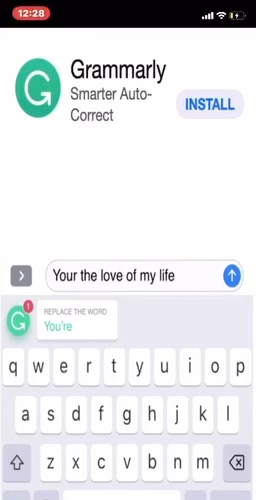 12:28
Grammarly
Smarter Auto-
Correct
INSTALL
Your the love of my life
1
REPLACE THE WORD
You're
q w e r t y u i o p
a s d f g h j k l
z x c v b n m